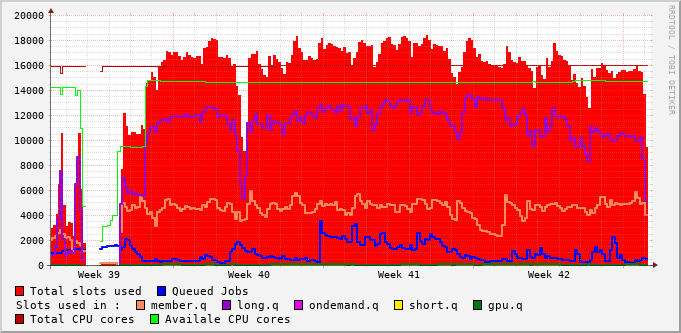 20000
18000
16000
14000
12000
10000
8000
6000
4000
2000
0
Week 39 Week 40 Week 41 Week 42
RRDTOOL / TOBI OETIKER
Total slots used Queued Jobs
Slots used in : member.q long.q ondemand.q short.q gpu.q
Total CPU cores Availale CPU cores